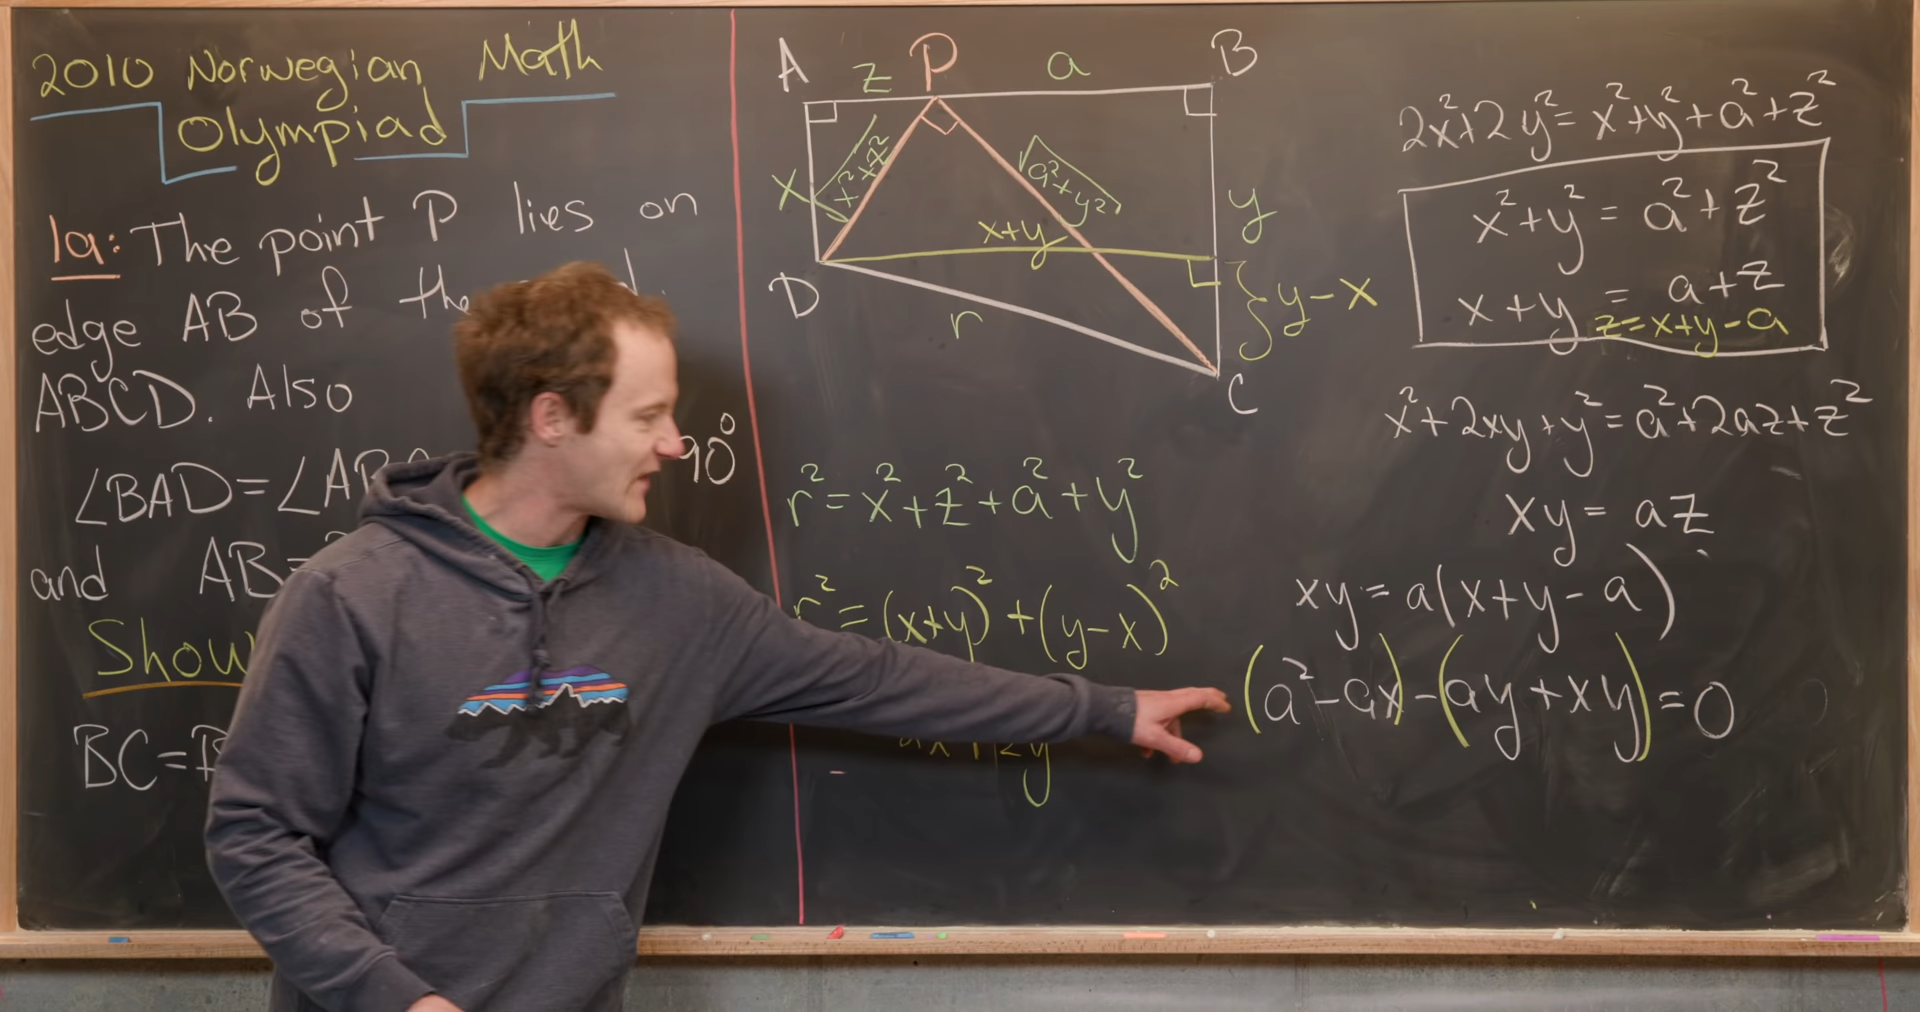 2010 Norwegian Math
Olympiad
1a: The point P lies on
edge AB of the
ABCD. Also
∠BAD=∠AB 90°
and AB=
Show
BC=
A z P a B
x √x²+z² √a²+y² y
x+y
D r y-x
C
r²=x²+z²+a²+y²
r²=(x+y)²+(y-x)²
2x²+2y²=x²+y²+a²+z²
x²+y²=a²+z²
x+y=a+z
z=x+y-a
x²+2xy+y²=a²+2az+z²
xy=az
xy=a(x+y-a)
(a²-ax)-(ay+xy)=0